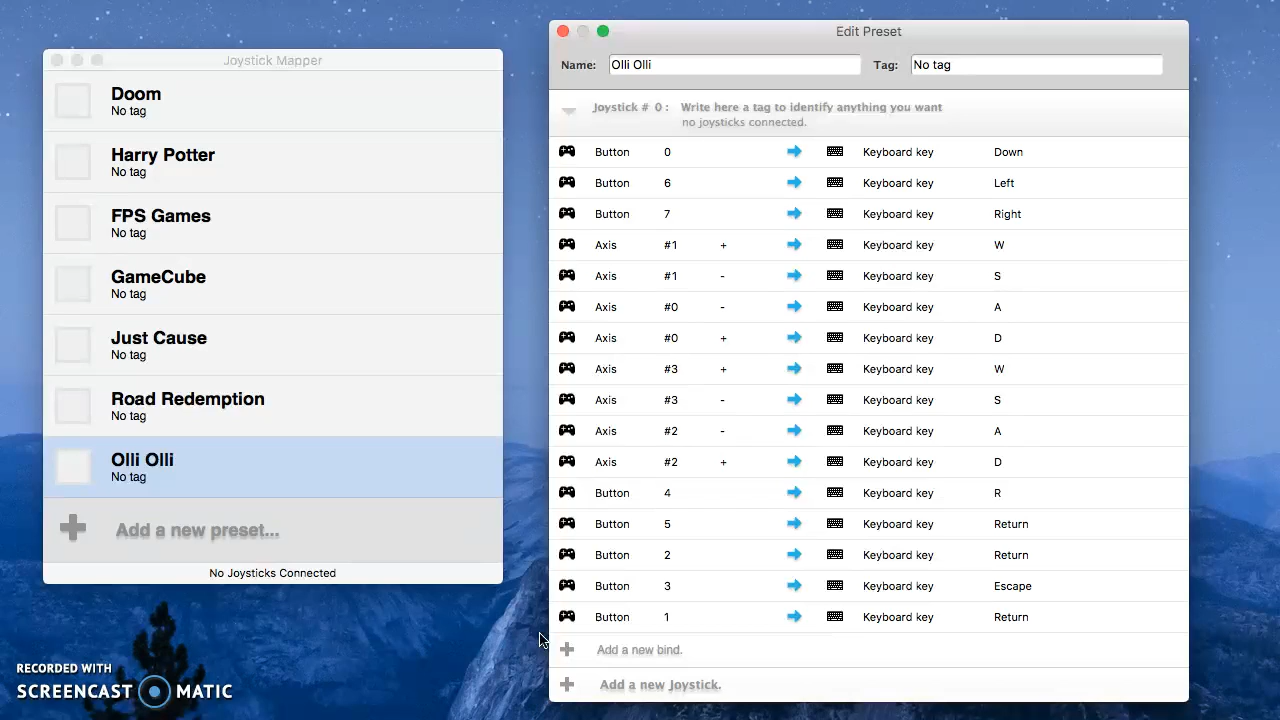 Joystick Mapper
Doom
No tag
Harry Potter
No tag
FPS Games
No tag
GameCube
No tag
Just Cause
No tag
Road Redemption
No tag
Olli Olli
No tag
Add a new preset...
No Joysticks Connected
Edit Preset
Name: Olli Olli Tag: No tag
Joystick # 0 : Write here a tag to identify anything you want
no joysticks connected.
Button 0 Keyboard key Down
Button 6 Keyboard key Left
Button 7 Keyboard key Right
Axis #1 + Keyboard key W
Axis #1 - Keyboard key S
Axis #0 - Keyboard key A
Axis #0 + Keyboard key D
Axis #3 + Keyboard key W
Axis #3 - Keyboard key S
Axis #2 - Keyboard key A
Axis #2 + Keyboard key D
Button 4 Keyboard key R
Button 5 Keyboard key Return
Button 2 Keyboard key Return
Button 3 Keyboard key Escape
Button 1 Keyboard key Return
Add a new bind.
Add a new Joystick.
RECORDED WITH
SCREENCAST MATIC